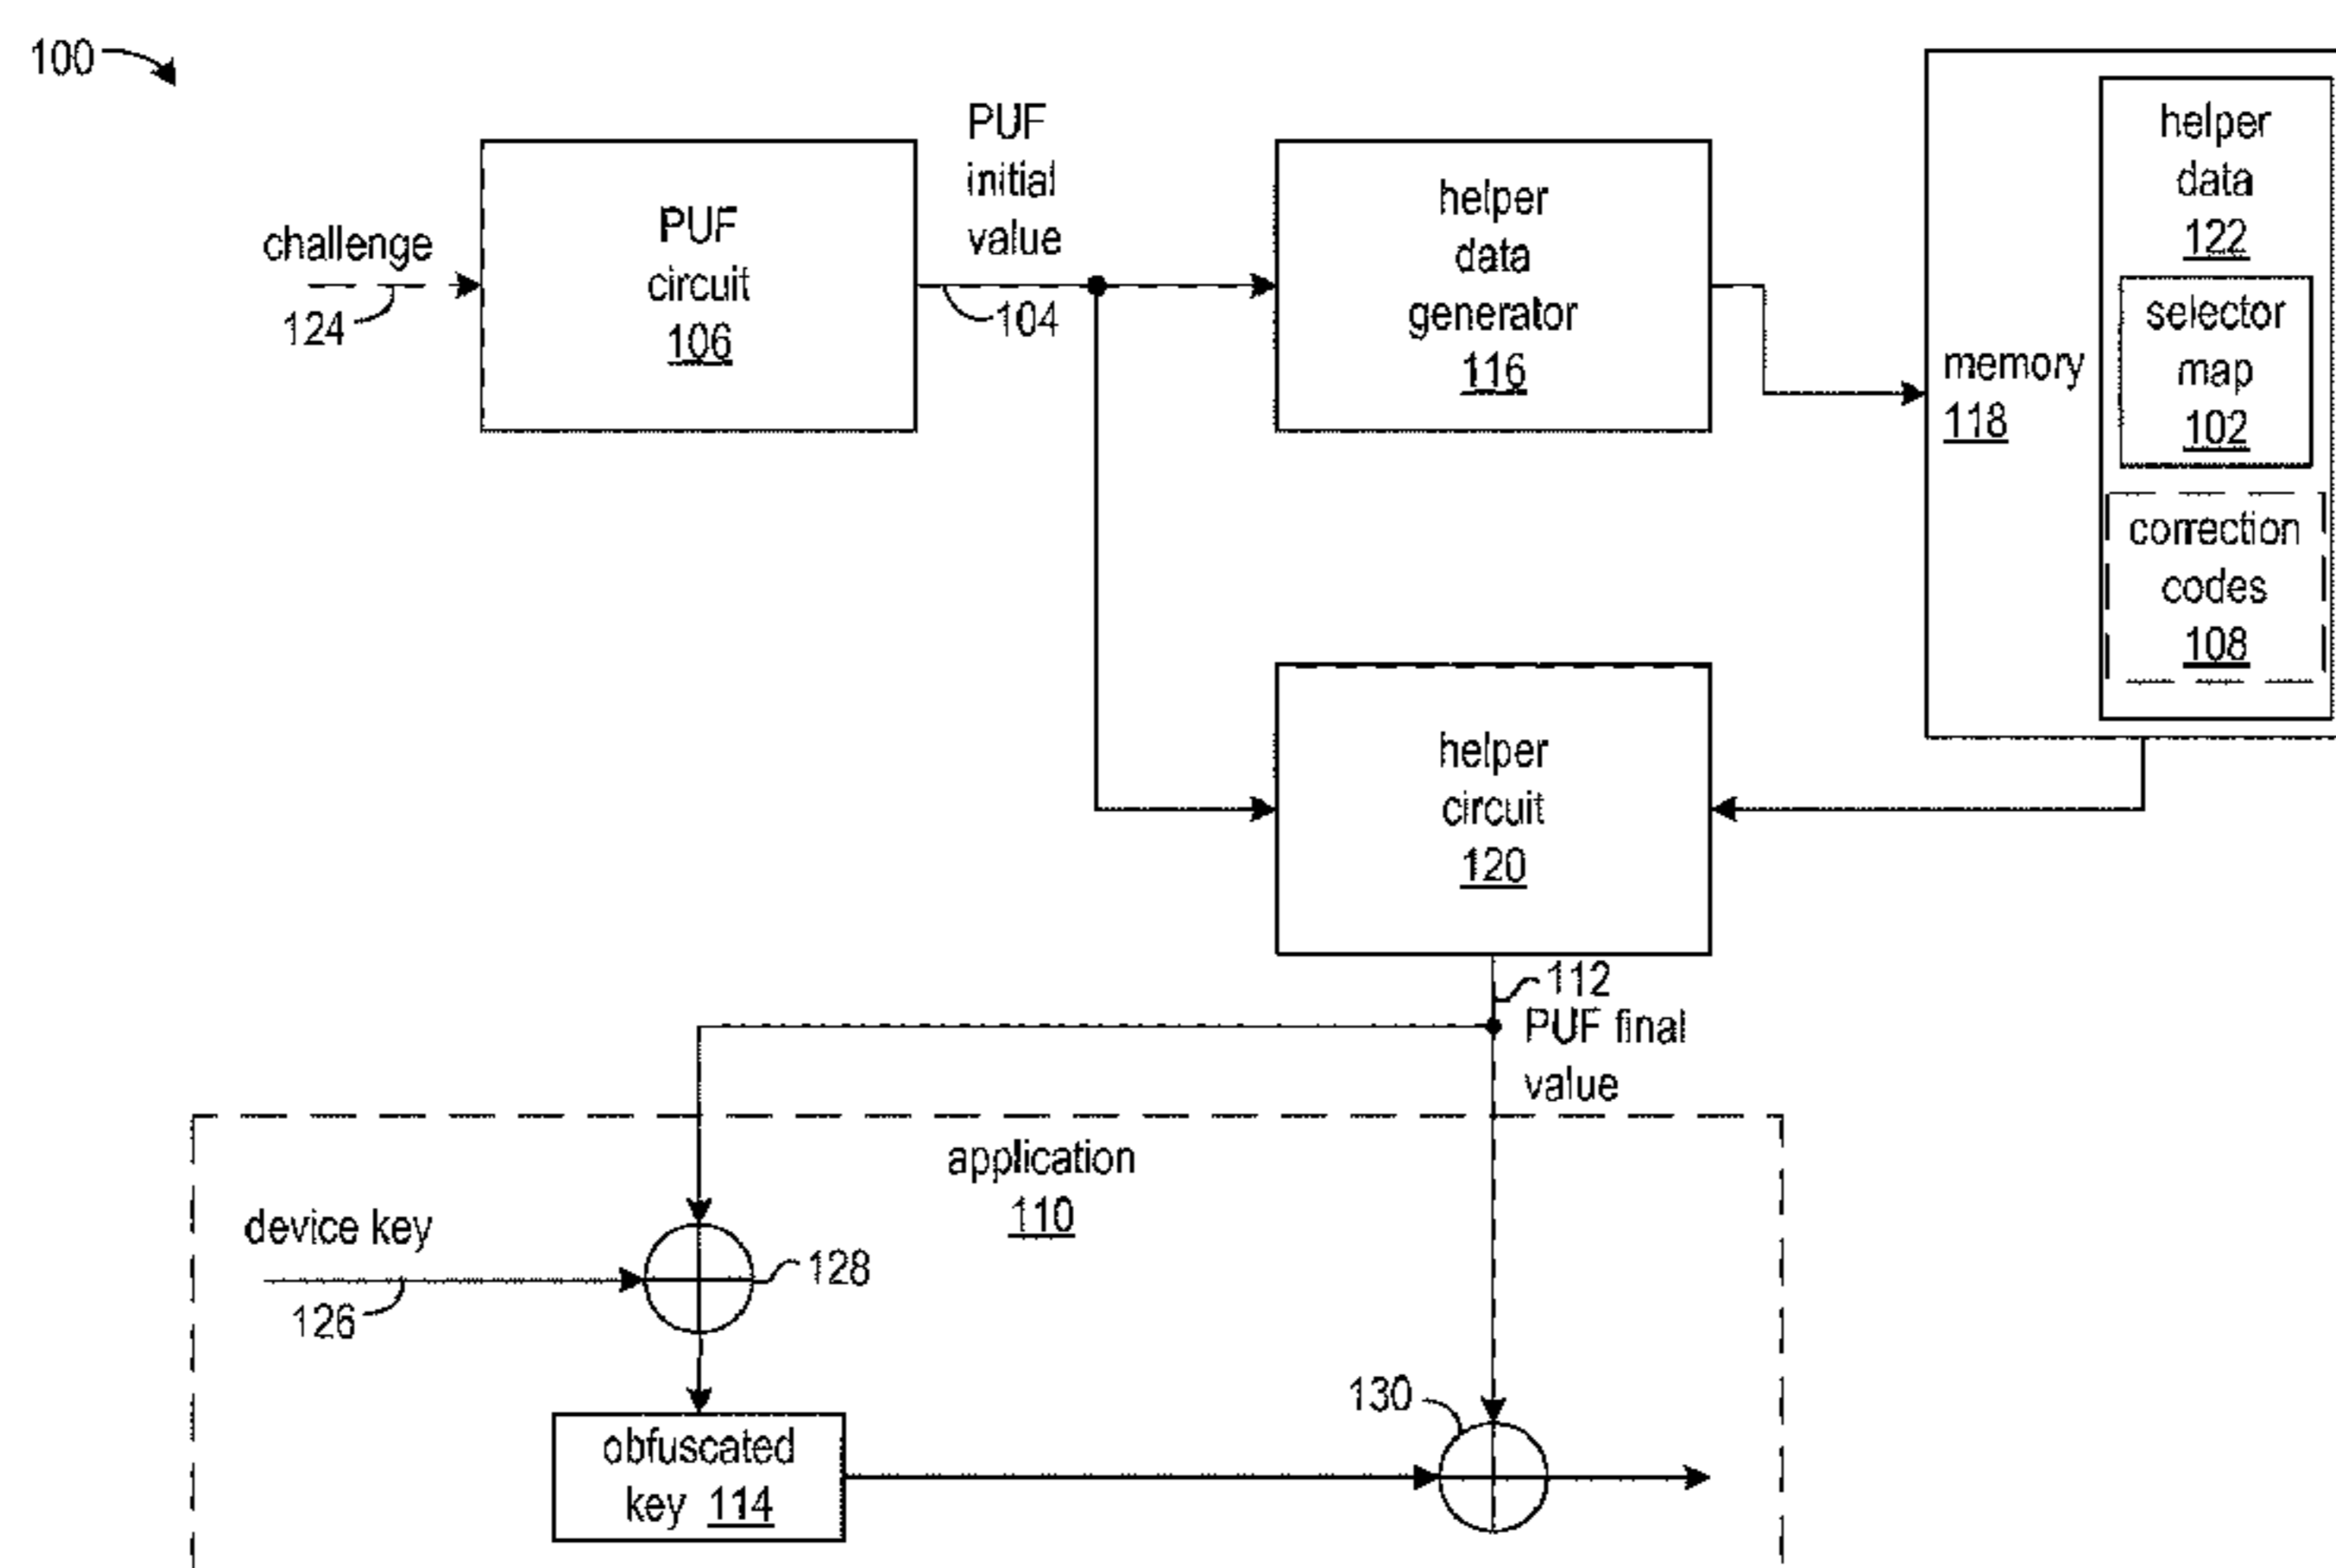 100
challenge
124
PUF
circuit
106
PUF
initial
value
104
helper
data
generator
116
memory
118
helper
data
122
selector
map
102
correction
codes
108
helper
circuit
120
112
PUF final
value
application
110
device key
126
128
obfuscated
key 114
130